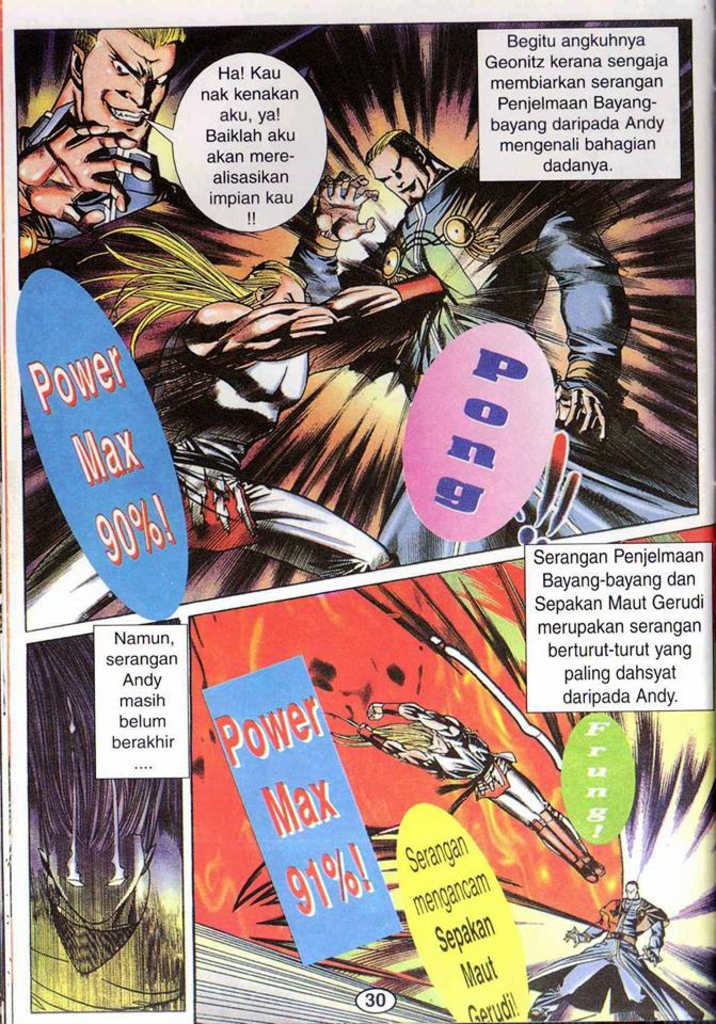 Ha! Kau
nak kenakan
aku, ya!
Baiklah aku
akan mere-
alisasikan
impian kau
!!
Begitu angkuhnya
Geonitz kerana sengaja
membiarkan serangan
Penjelmaan Bayang-
bayang daripada Andy
mengenali bahagian
dadanya.
Power
Max
90%!
Pong
Serangan Penjelmaan
Bayang-bayang dan
Sepakan Maut Gerudi
merupakan serangan
berturut-turut yang
paling dahsyat
daripada Andy.
Namun,
serangan
Andy
masih
belum
berakhir
....
Power
Max
91%!
Frung!
Serangan
mengancam
Sepakan
Maut
Gerudi!
30